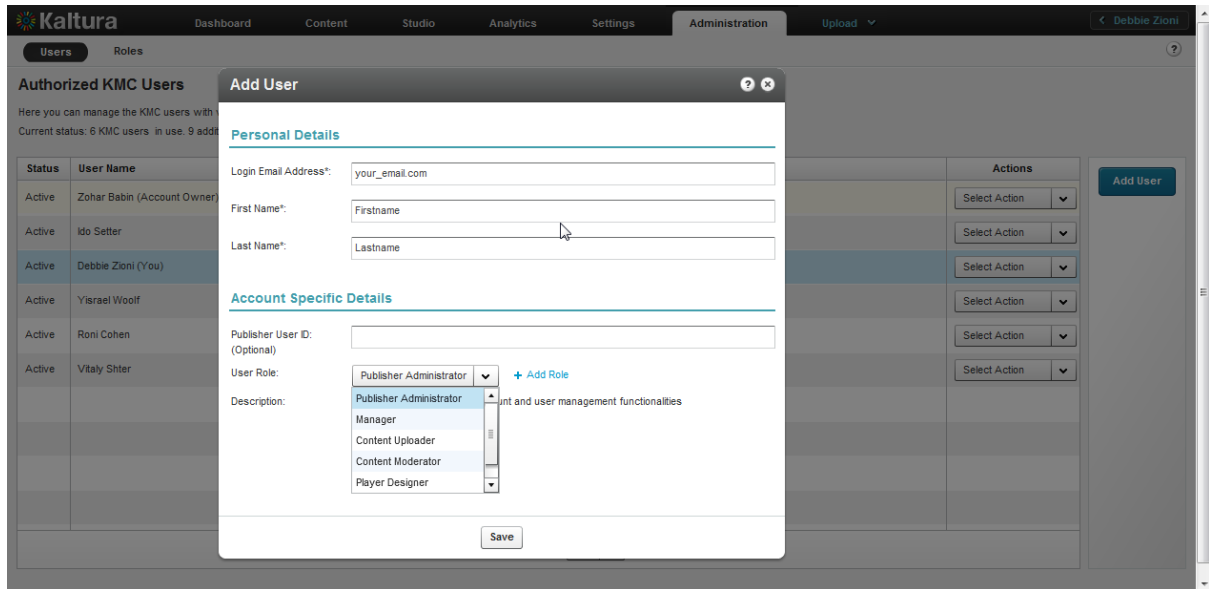 Kaltura
Dashboard
Content
Studio
Analytics
Settings
Administration
Upload
Debbie Zioni
Users
Roles
?
Authorized KMC Users
Here you can manage the KMC users with
Current status: 6 KMC users in use. 9 addit
Status
User Name
Actions
Add User
Active
Zohar Babin (Account Owner)
Select Action
Active
Ido Setter
Select Action
Active
Debbie Zioni (You)
Select Action
Active
Yisrael Woolf
Select Action
Active
Roni Cohen
Select Action
Active
Vitaly Shter
Select Action
Add User
?
Personal Details
Login Email Address*:
your_email.com
First Name*:
Firstname
Last Name*:
Lastname
Account Specific Details
Publisher User ID:
(Optional)
User Role:
Publisher Administrator
+ Add Role
Description:
unt and user management functionalities
Publisher Administrator
Manager
Content Uploader
Content Moderator
Player Designer
Save